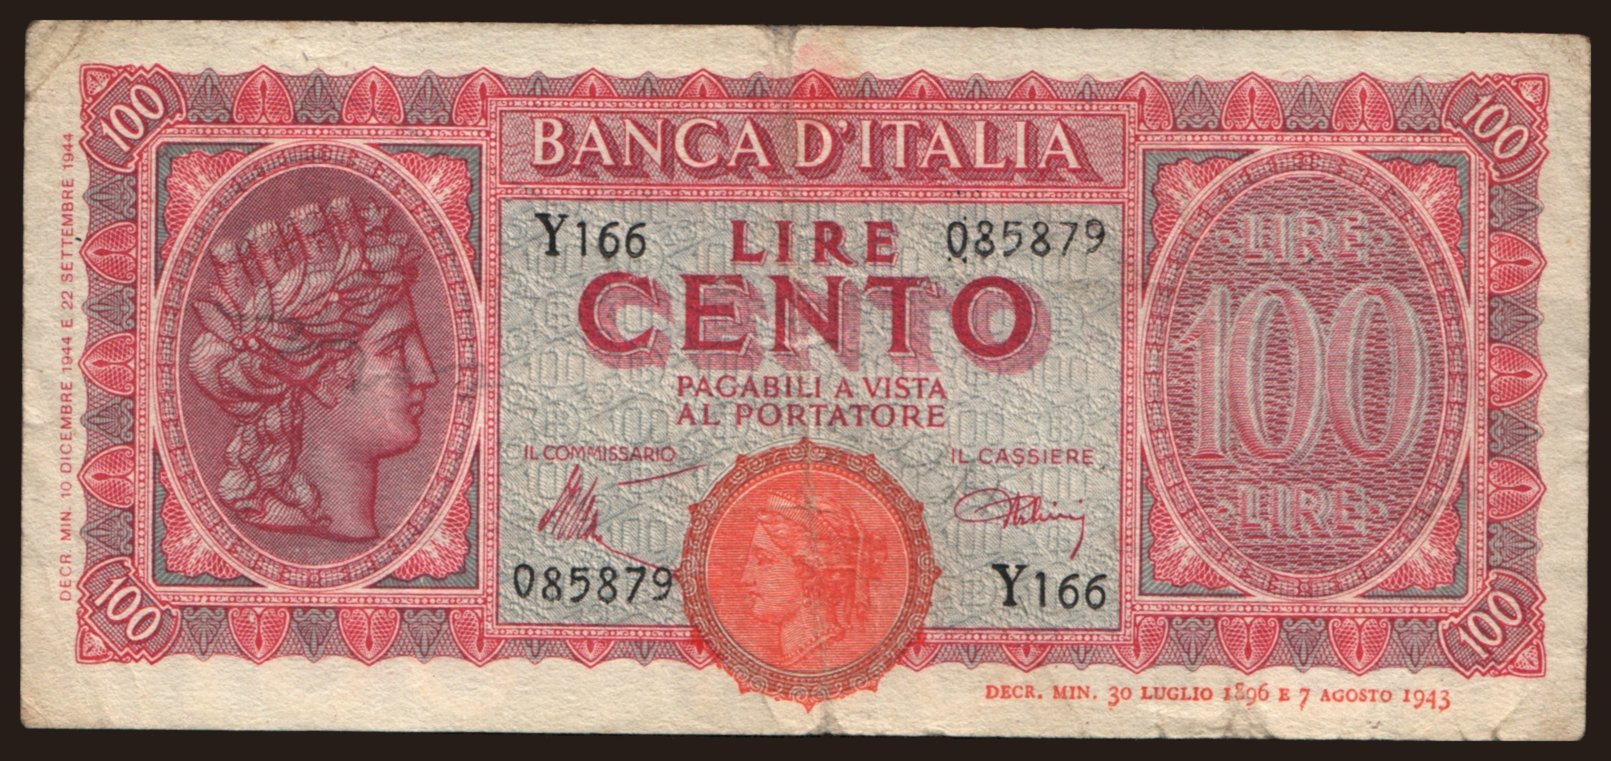 100
100
BANCA D'ITALIA
Y166 LIRE 085879
CENTO
PAGABILI A VISTA
AL PORTATORE
IL COMMISSARIO
IL CASSIERE
085879
Y166
LIRE
100
LIRE
100
100
DECR. MIN. 10 DICEMBRE 1944 E 22 SETTEMBRE 1944
DECR. MIN. 30 LUGLIO 1896 E 7 AGOSTO 1943